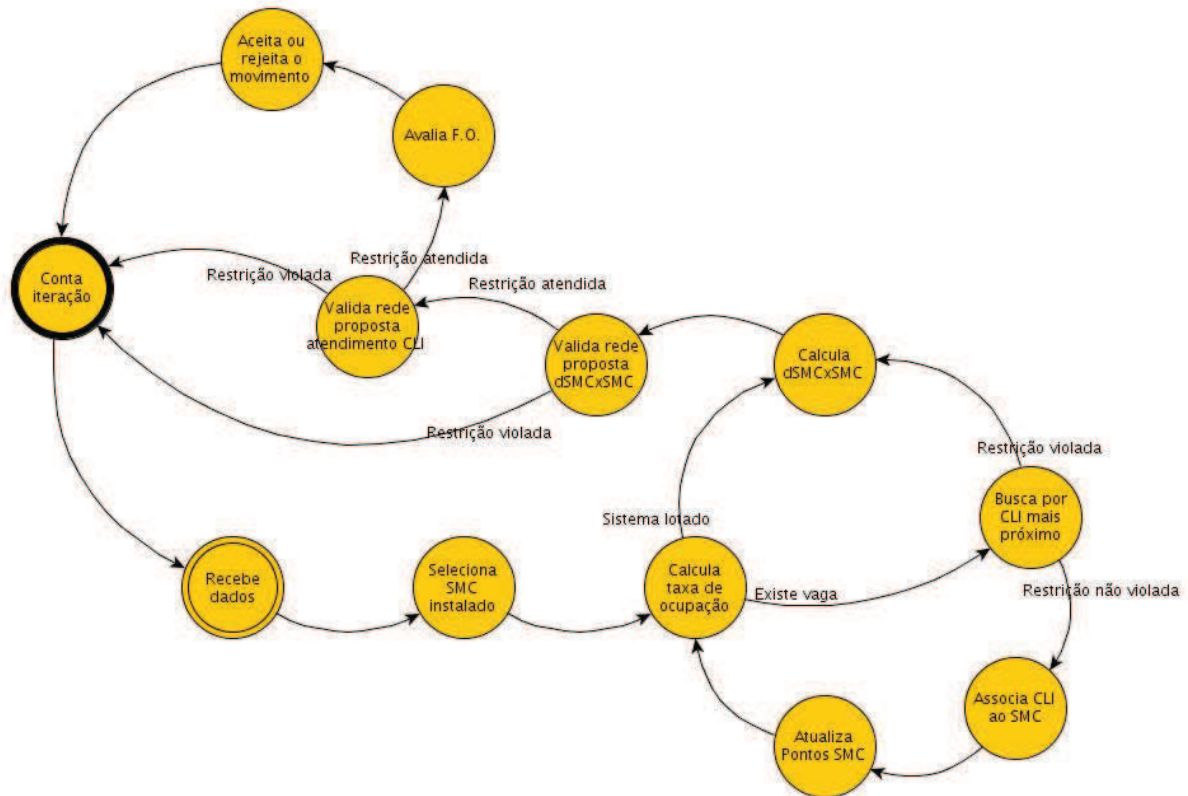 Aceita ou
rejeita o
movimento
Avalia F.O.
Restrição atendida
Restrição violada
Conta
iteração
Valida rede
proposta
atendimento CLI
Restrição atendida
Valida rede
proposta
dSMCxSMC
Calcula
dSMCxSMC
Restrição violada
Restrição violada
Busca por
CLI mais
próximo
Sistema lotado
Recebe
dados
Seleciona
SMC
instalado
Calcula
taxa de
ocupação
Existe vaga
Restrição não violada
Associa CLI
ao SMC
Atualiza
Pontos SMC